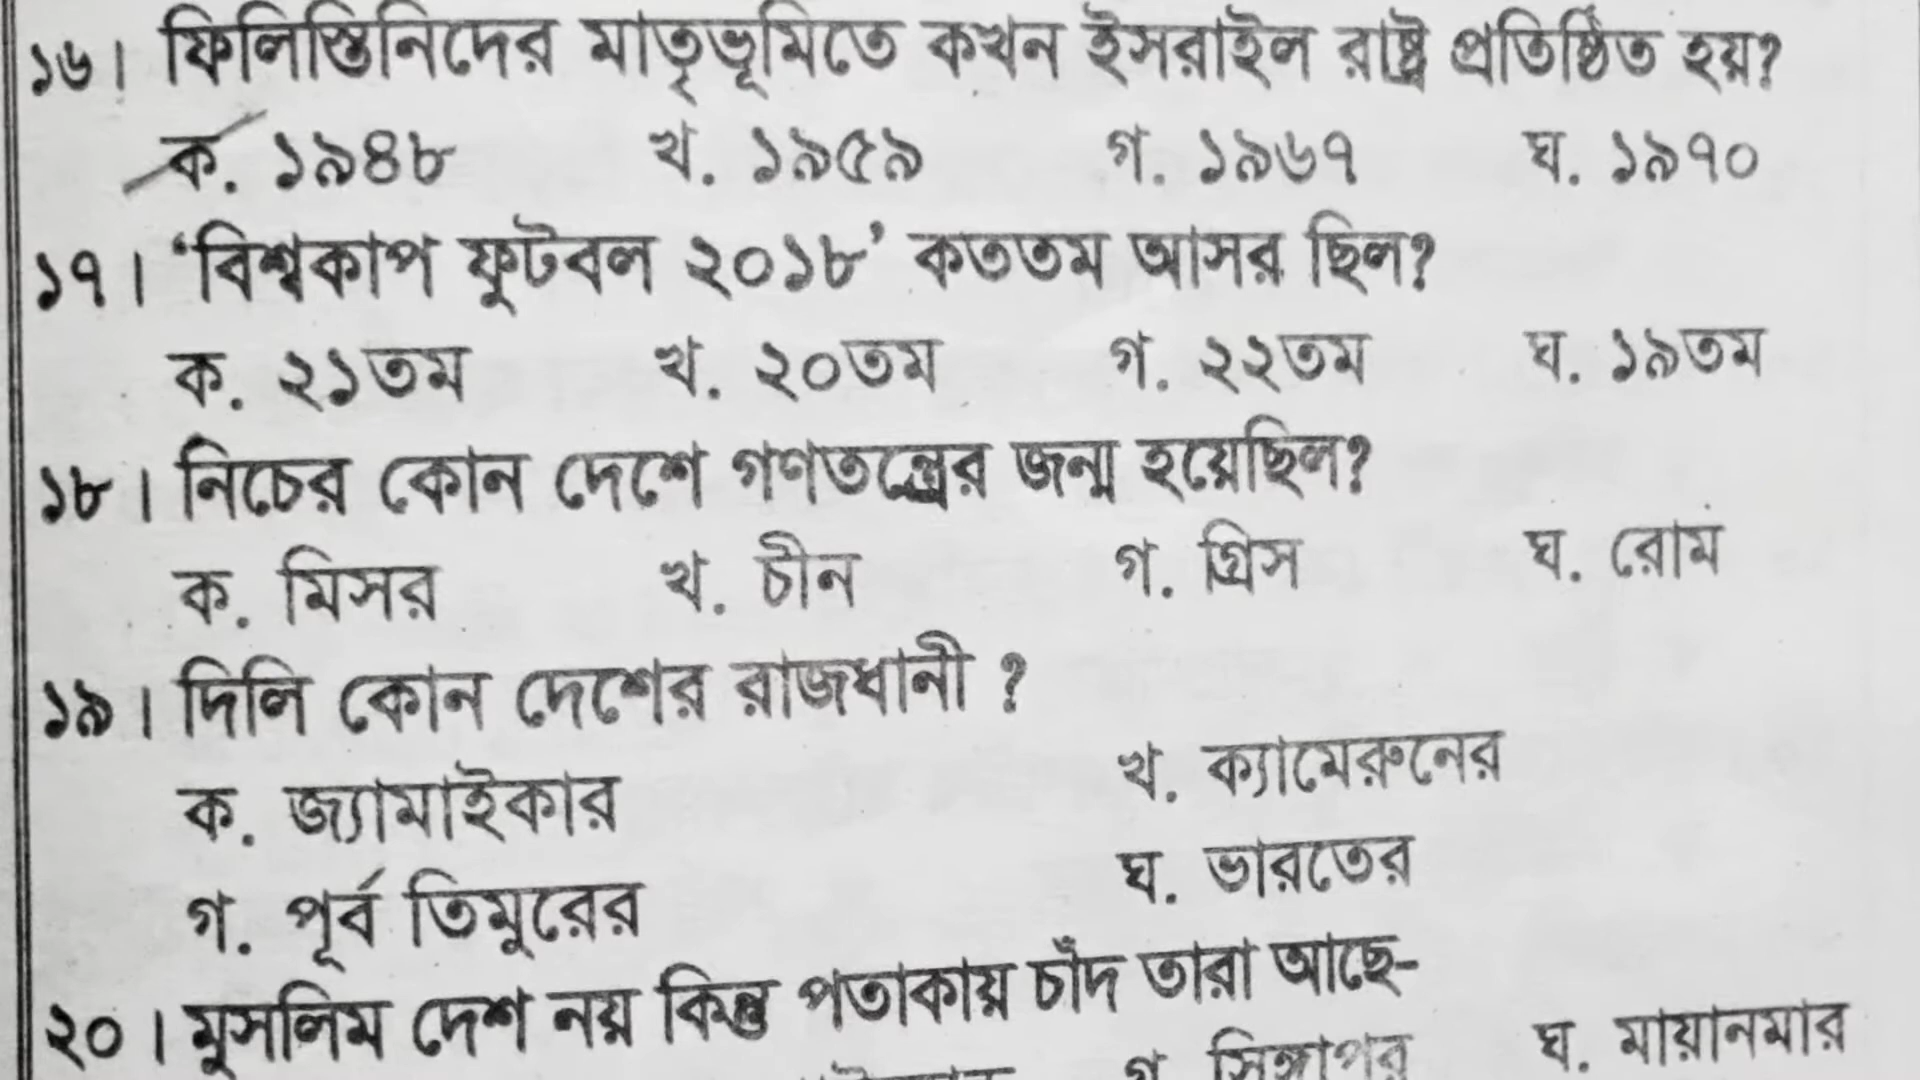 ১৬। ফিলিস্তিনিদের মাতৃভূমিতে কখন ইসরাইল রাষ্ট্র প্রতিষ্ঠিত হয়?
ক. ১৯৪৮ খ. ১৯৫৯ গ. ১৯৬৭ ঘ. ১৯৭০
১৭। ‘বিশ্বকাপ ফুটবল ২০১৮’ কততম আসর ছিল?
ক. ২১তম খ. ২০তম গ. ২২তম ঘ. ১৯তম
১৮। নিচের কোন দেশে গণতন্ত্রের জন্ম হয়েছিল?
ক. মিসর খ. চীন গ. গ্রিস ঘ. রোম
১৯। দিলি কোন দেশের রাজধানী ?
ক. জ্যামাইকার খ. ক্যামেরুনের
গ. পূর্ব তিমুরের ঘ. ভারতের
২০। মুসলিম দেশ নয় কিন্তু পতাকায় চাঁদ তারা আছে-
গ. সিঙ্গাপুর ঘ. মায়ানমার